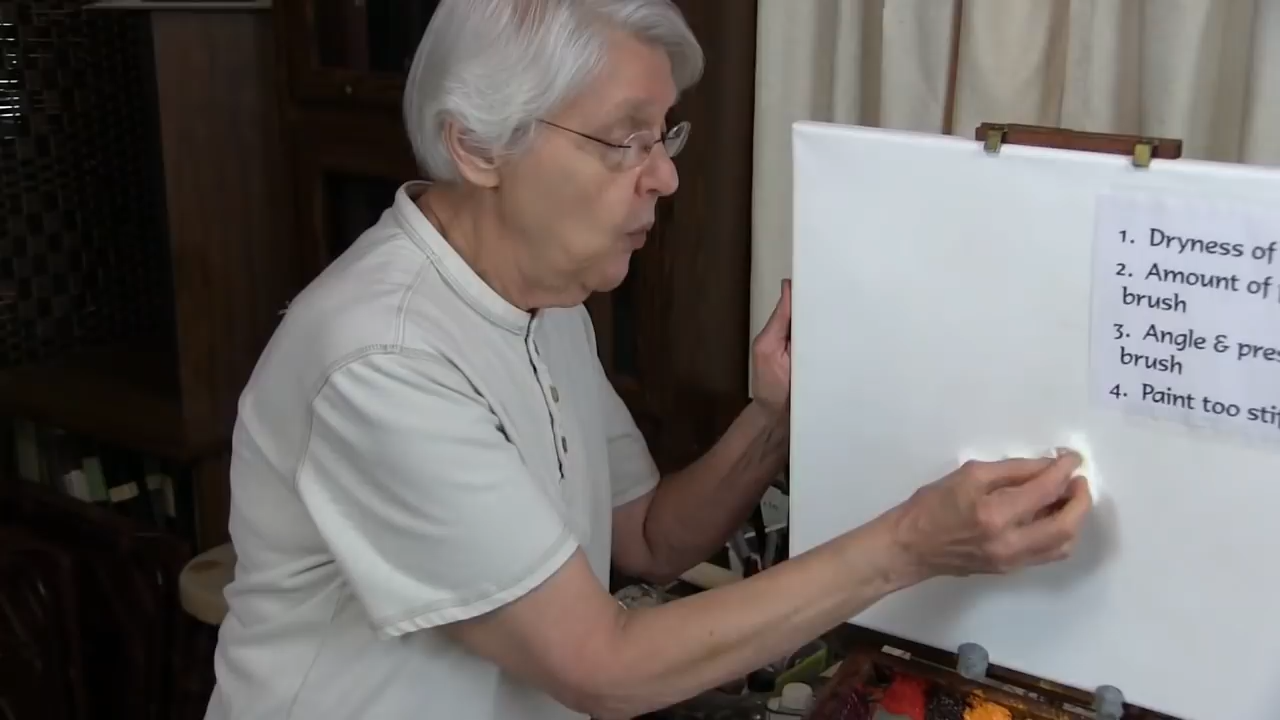 1. Dryness of
2. Amount of
brush
3. Angle & pres
brush
4. Paint too sti